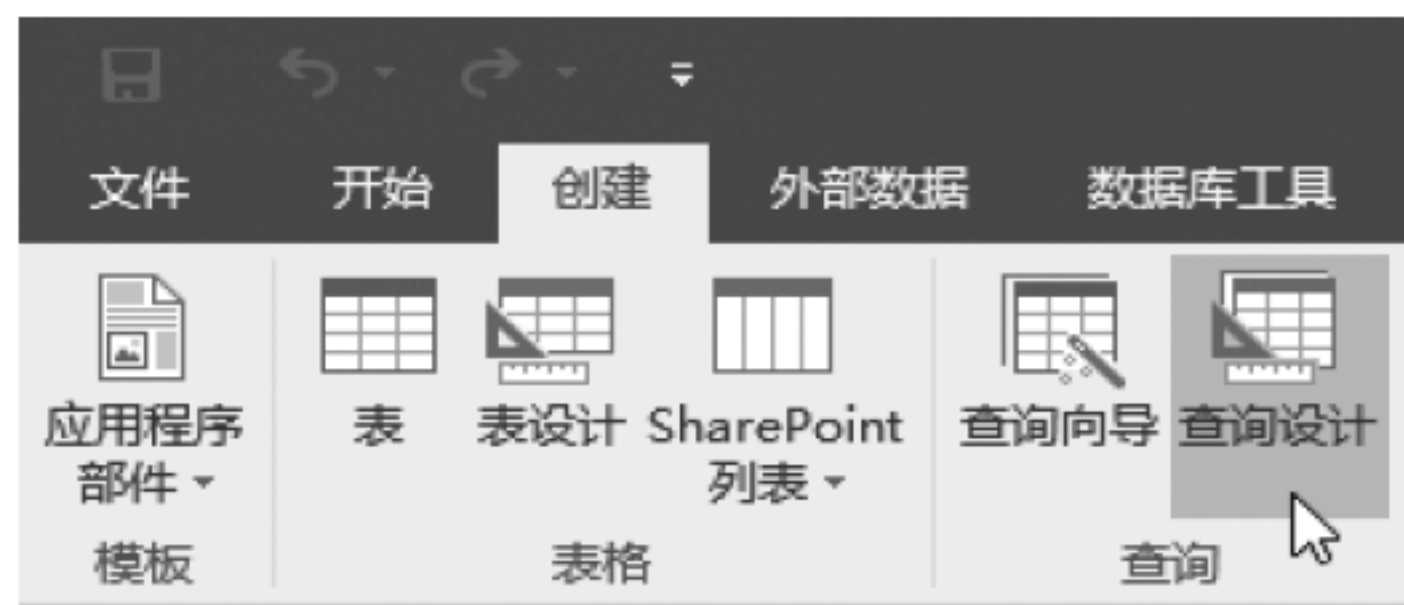 文件 开始 创建 外部数据 数据库工具
应用程序 表 表设计 SharePoint 查询向导 查询设计
部件 列表
模板 表格 查询